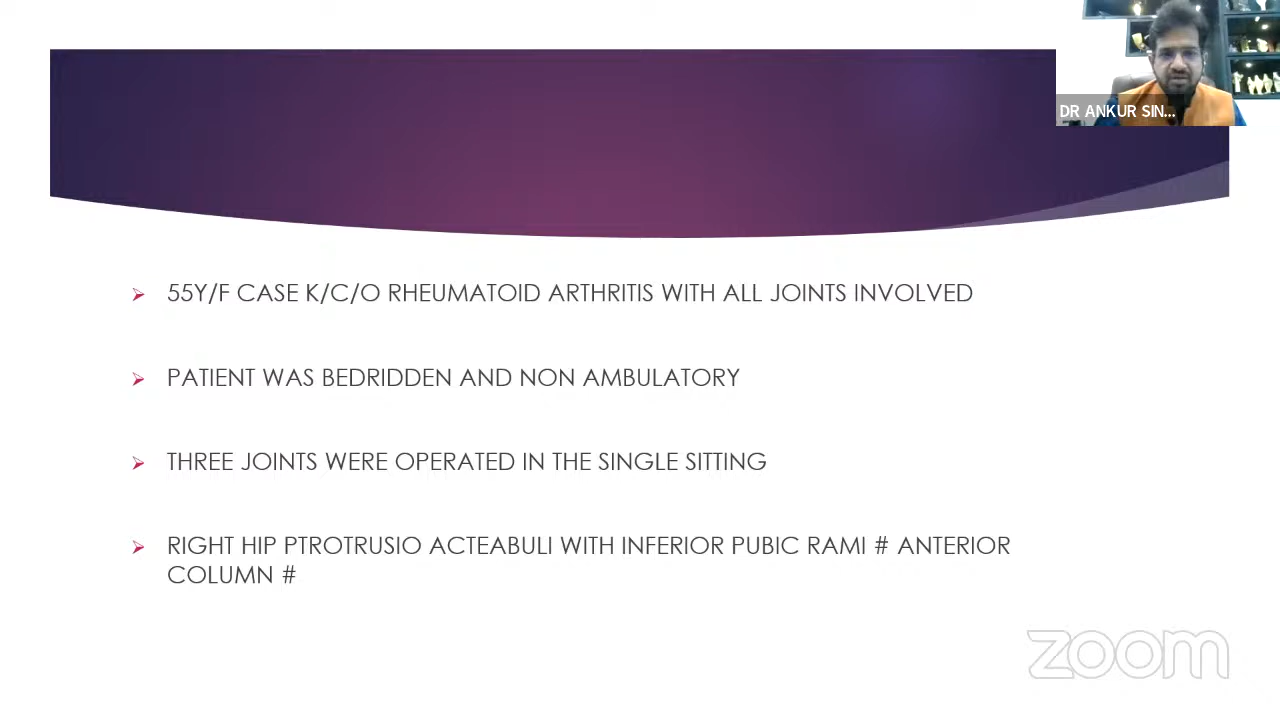 DR ANKUR SIN...
55Y/F CASE K/C/O RHEUMATOID ARTHRITIS WITH ALL JOINTS INVOLVED
PATIENT WAS BEDRIDDEN AND NON AMBULATORY
THREE JOINTS WERE OPERATED IN THE SINGLE SITTING
RIGHT HIP PTROTRUSIO ACTEABULI WITH INFERIOR PUBIC RAMI # ANTERIOR
COLUMN #
zoom